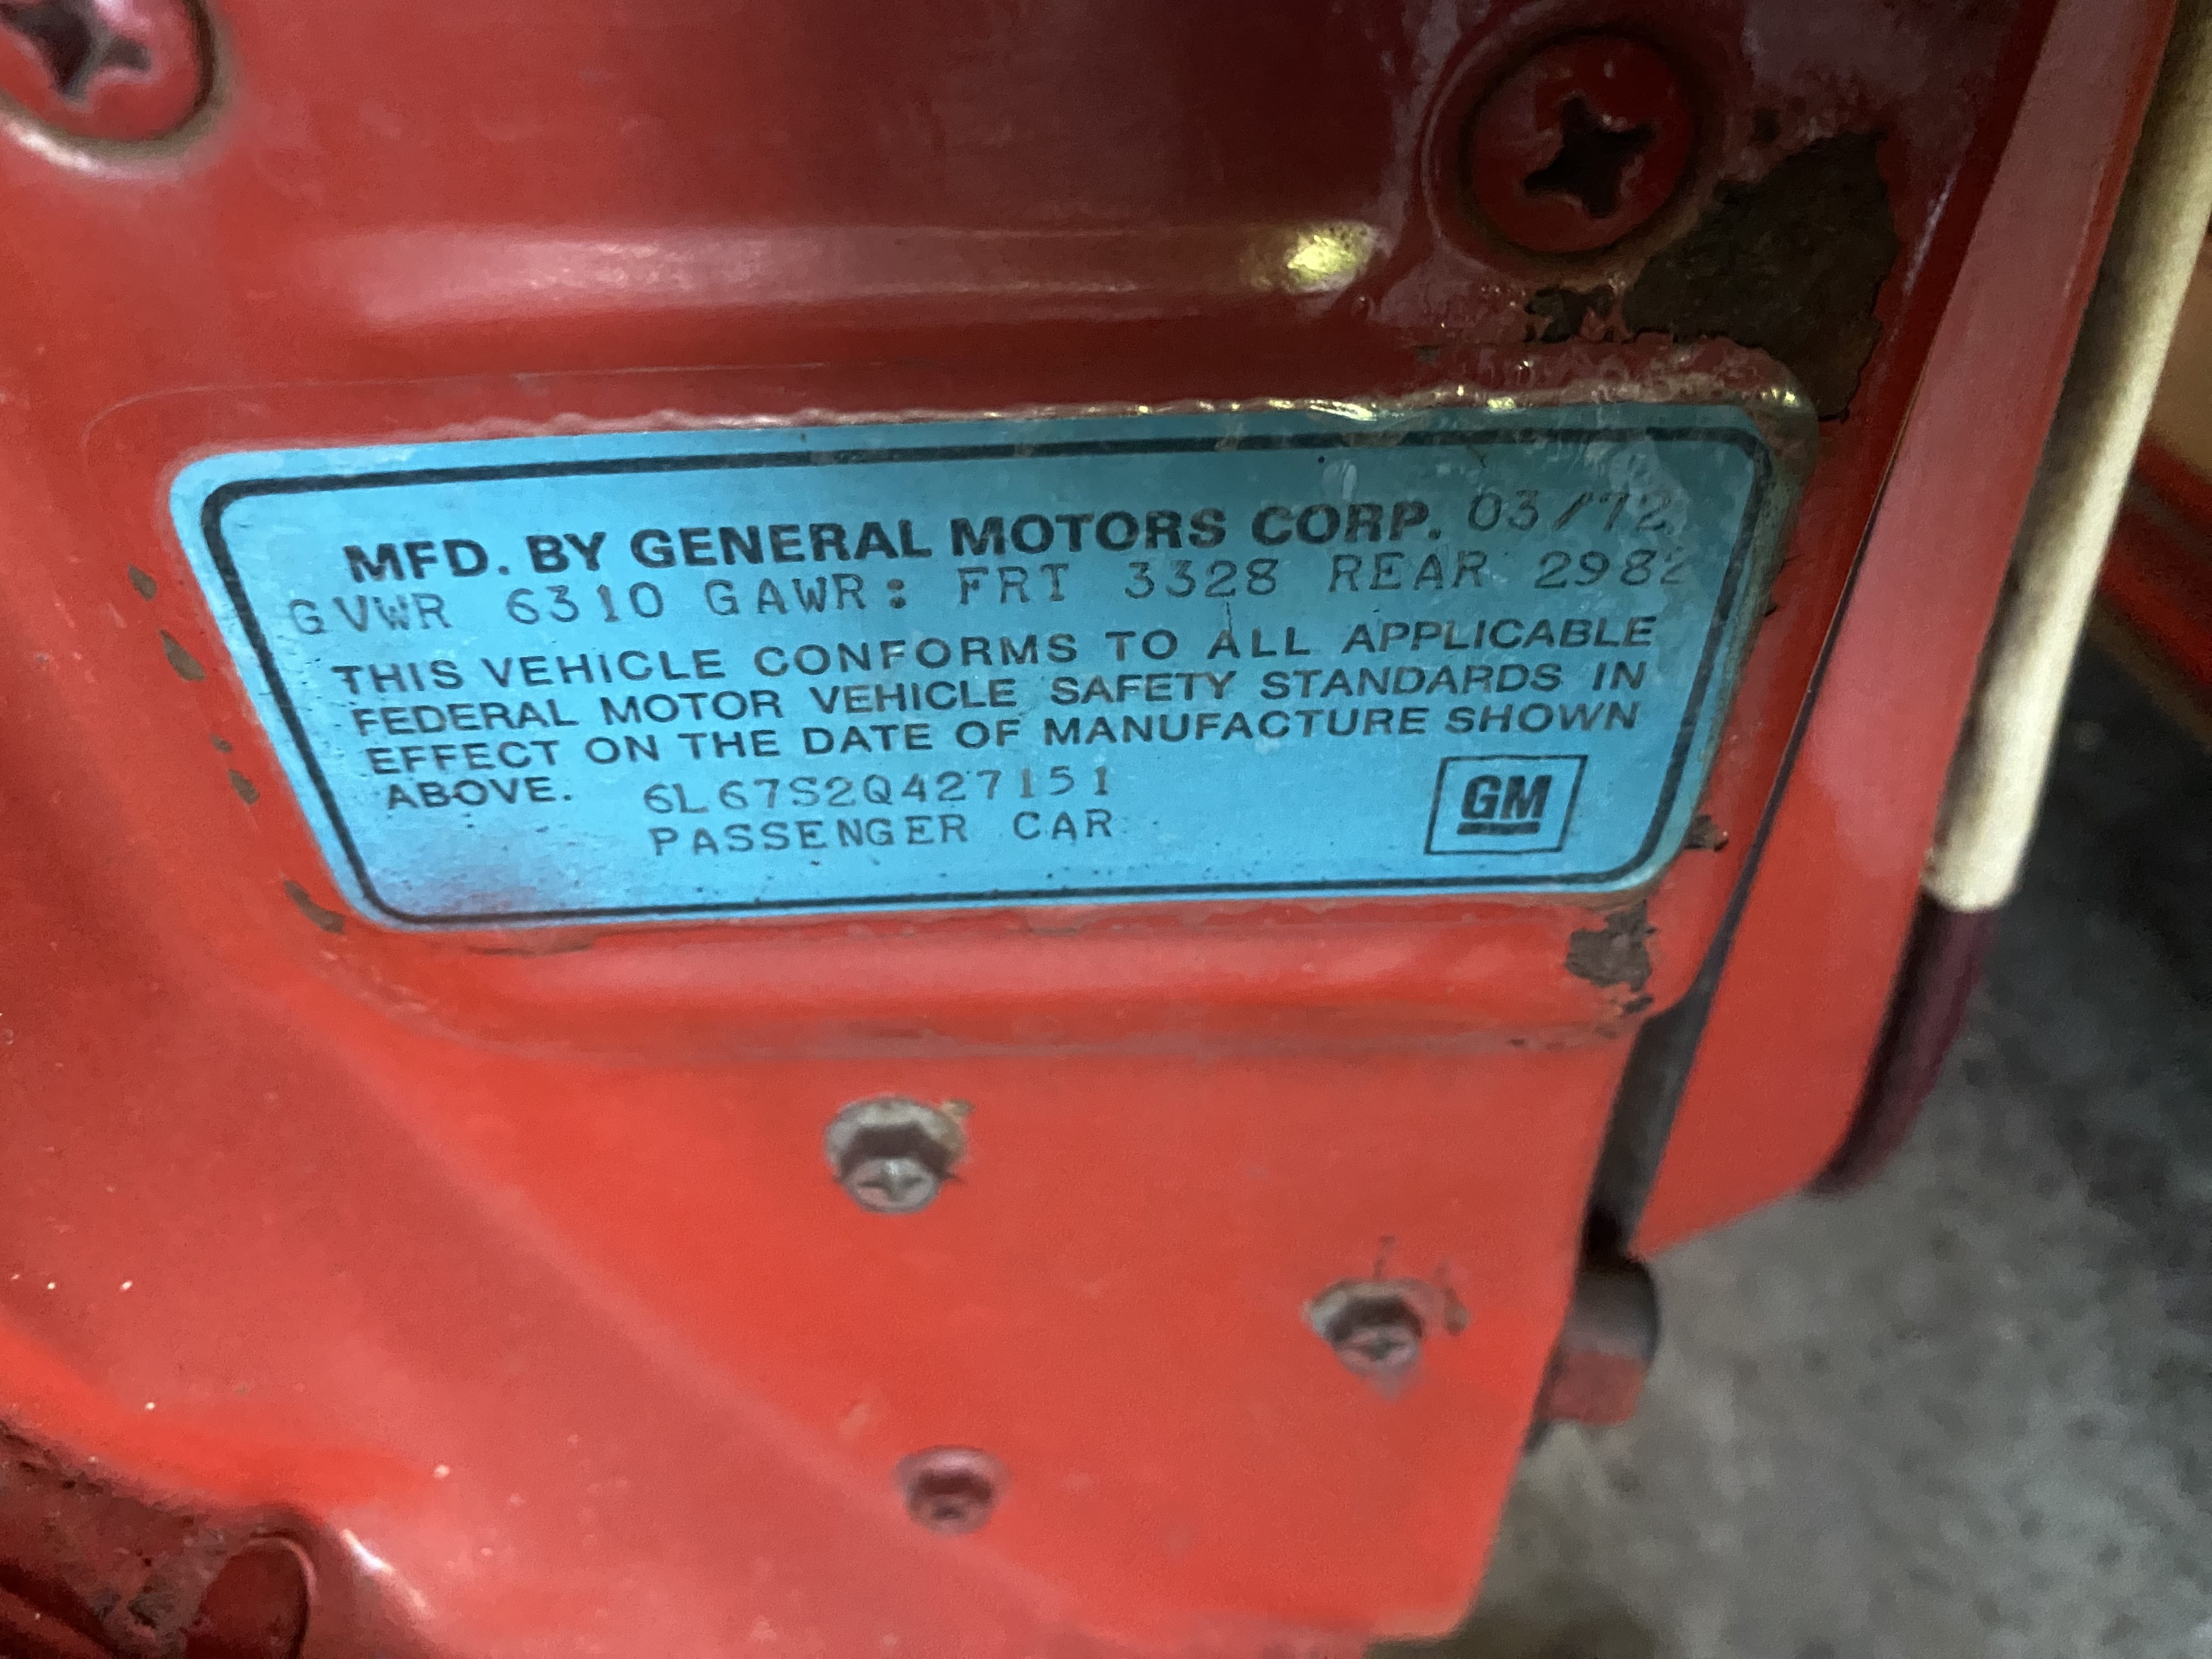 MFD. BY GENERAL MOTORS CORP. 03/72
GVWR 6310 GAWR: FRT 3328 REAR 2982
THIS VEHICLE CONFORMS TO ALL APPLICABLE
FEDERAL MOTOR VEHICLE SAFETY STANDARDS IN
EFFECT ON THE DATE OF MANUFACTURE SHOWN
ABOVE. 6L67S2Q427151
PASSENGER CAR
GM